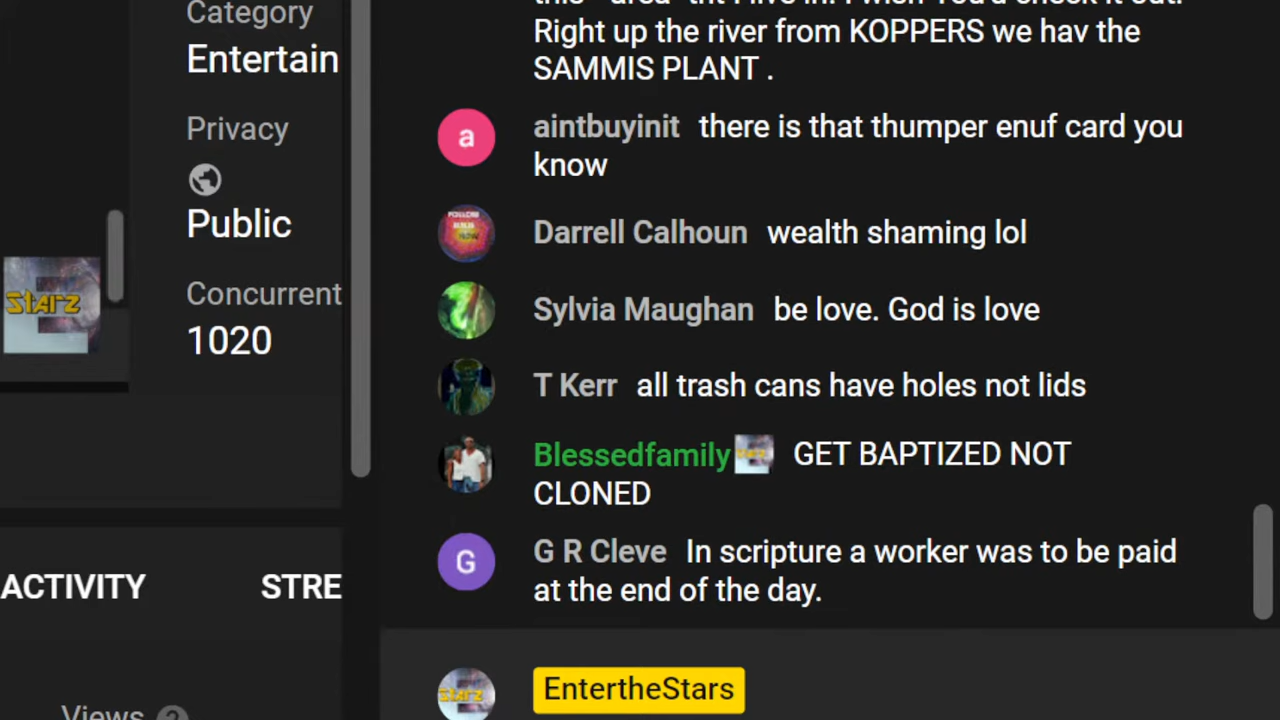 Category
Entertain
Privacy
Public
Concurrent
1020
ACTIVITY STRE
Views
Right up the river from KOPPERS we hav the
SAMMIS PLANT .
a
aintbuyinit there is that thumper enuf card you
know
Darrell Calhoun wealth shaming lol
Sylvia Maughan be love. God is love
T Kerr all trash cans have holes not lids
Blessedfamily GET BAPTIZED NOT
CLONED
G
G R Cleve In scripture a worker was to be paid
at the end of the day.
Starz
EntertheStars